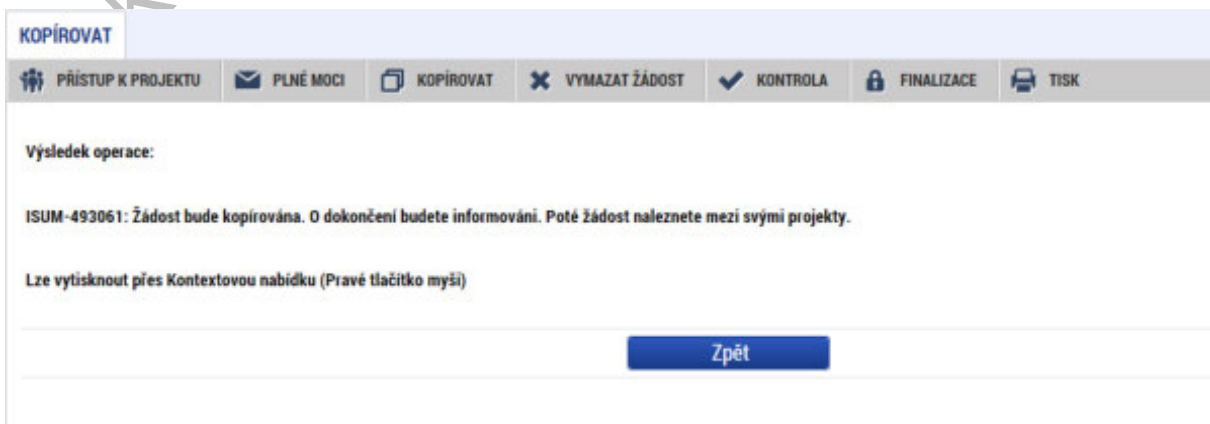 KOPÍROVAT
PŘÍSTUP K PROJEKTU PLNÉ MOCI KOPÍROVAT VYMAZAT ŽÁDOST KONTROLA FINALIZACE TISK
Výsledek operace:
ISUM-493061: Žádost bude kopírována. O dokončení budete informováni. Poté žádost naleznete mezi svými projekty.
Lze vytisknout přes Kontextovou nabídku (Pravé tlačítko myši)
Zpět